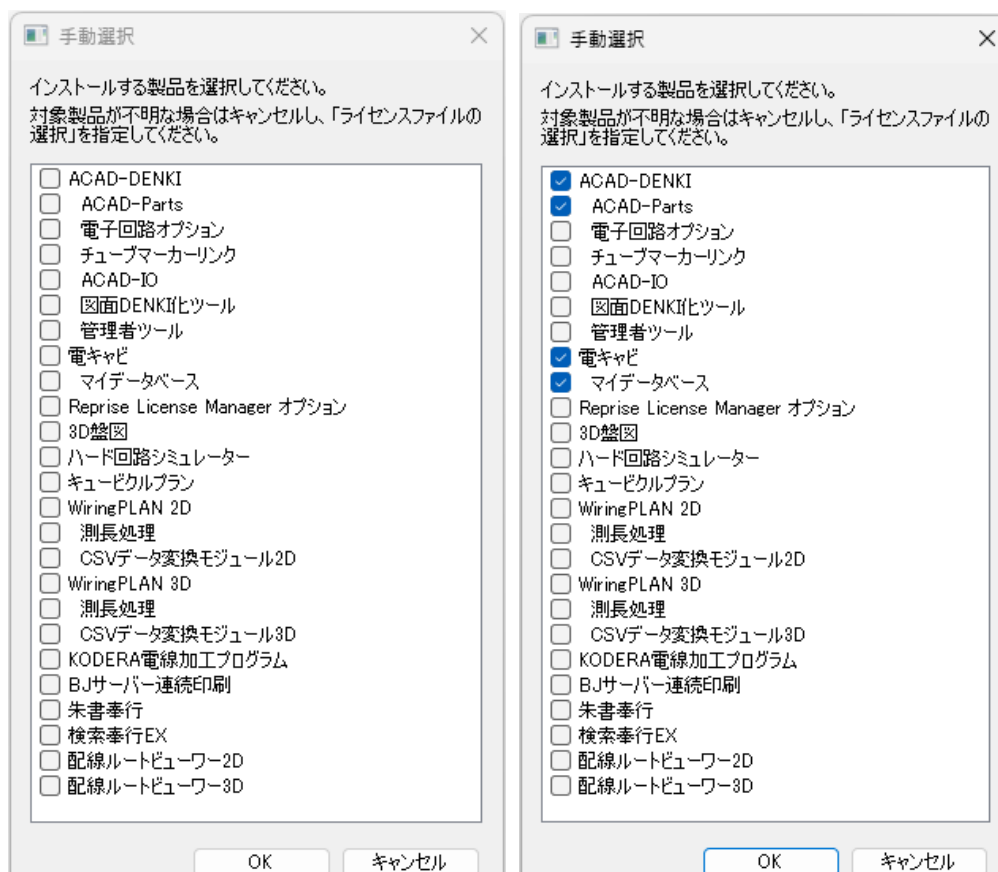 手動選択
インストールする製品を選択してください。
対象製品が不明な場合はキャンセルし、「ライセンスファイルの
選択」を指定してください。
ACAD-DENKI
ACAD-Parts
電子回路オプション
チューブマーカーリンク
ACAD-IO
図面DENKI化ツール
管理者ツール
電キャビ
マイデータベース
Reprise License Manager オプション
3D盤図
ハード回路シミュレーター
キュービクルプラン
WiringPLAN 2D
測長処理
CSVデータ変換モジュール2D
WiringPLAN 3D
測長処理
CSVデータ変換モジュール3D
KODERA電線加工プログラム
BJサーバー連続印刷
朱書奉行
検索奉行EX
配線ルートビューワー2D
配線ルートビューワー3D
OK
キャンセル
手動選択
インストールする製品を選択してください。
対象製品が不明な場合はキャンセルし、「ライセンスファイルの
選択」を指定してください。
ACAD-DENKI
ACAD-Parts
電子回路オプション
チューブマーカーリンク
ACAD-IO
図面DENKI化ツール
管理者ツール
電キャビ
マイデータベース
Reprise License Manager オプション
3D盤図
ハード回路シミュレーター
キュービクルプラン
WiringPLAN 2D
測長処理
CSVデータ変換モジュール2D
WiringPLAN 3D
測長処理
CSVデータ変換モジュール3D
KODERA電線加工プログラム
BJサーバー連続印刷
朱書奉行
検索奉行EX
配線ルートビューワー2D
配線ルートビューワー3D
OK
キャンセル